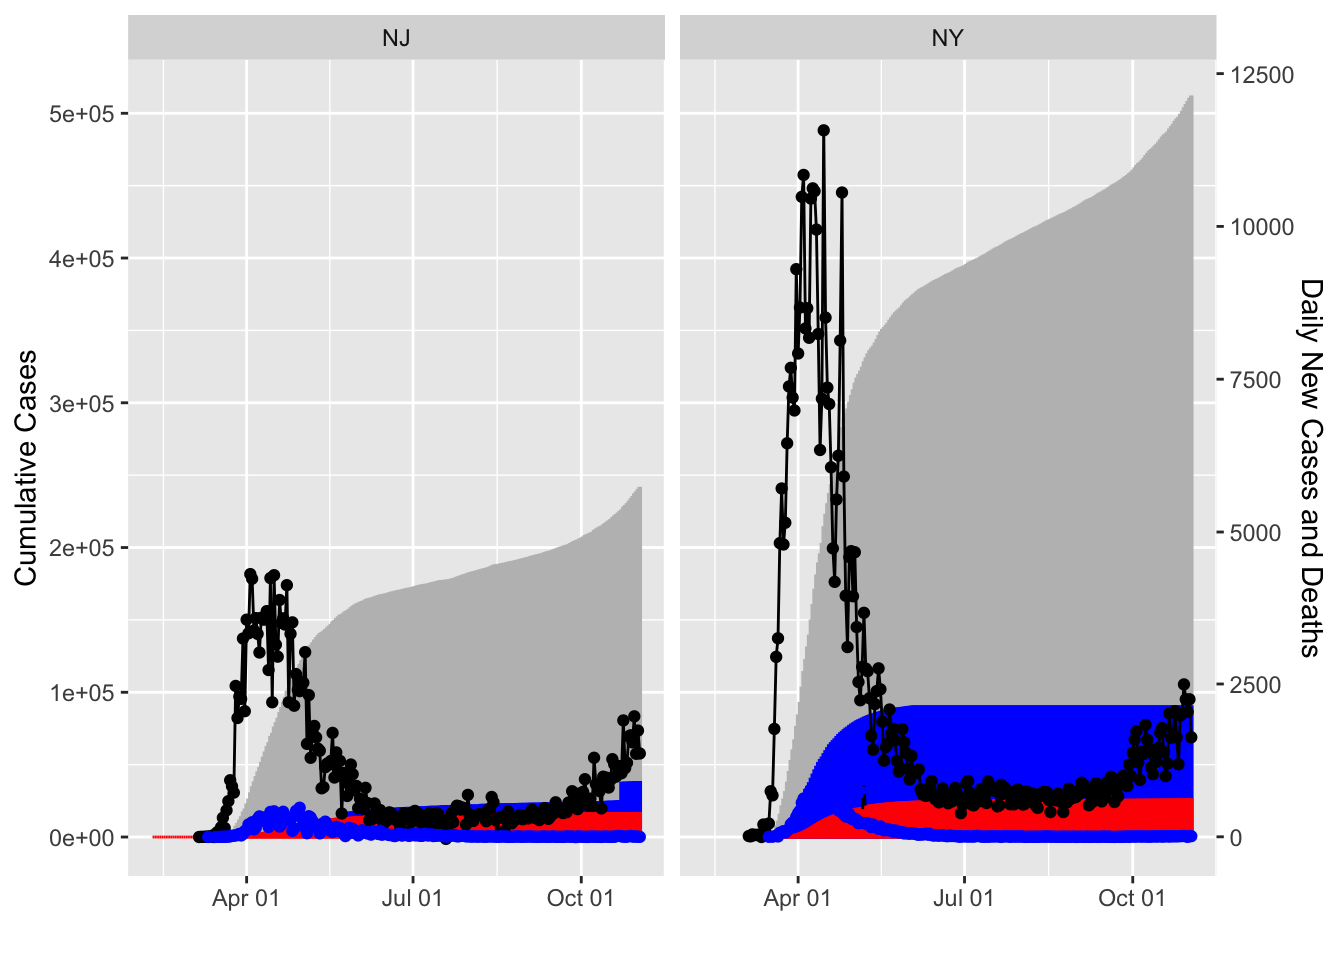 NJ
NY
Cumulative Cases
5e+05
4e+05
3e+05
2e+05
1e+05
0e+00
12500
10000
7500
5000
2500
0
Daily New Cases and Deaths
Apr 01
Jul 01
Oct 01
Apr 01
Jul 01
Oct 01